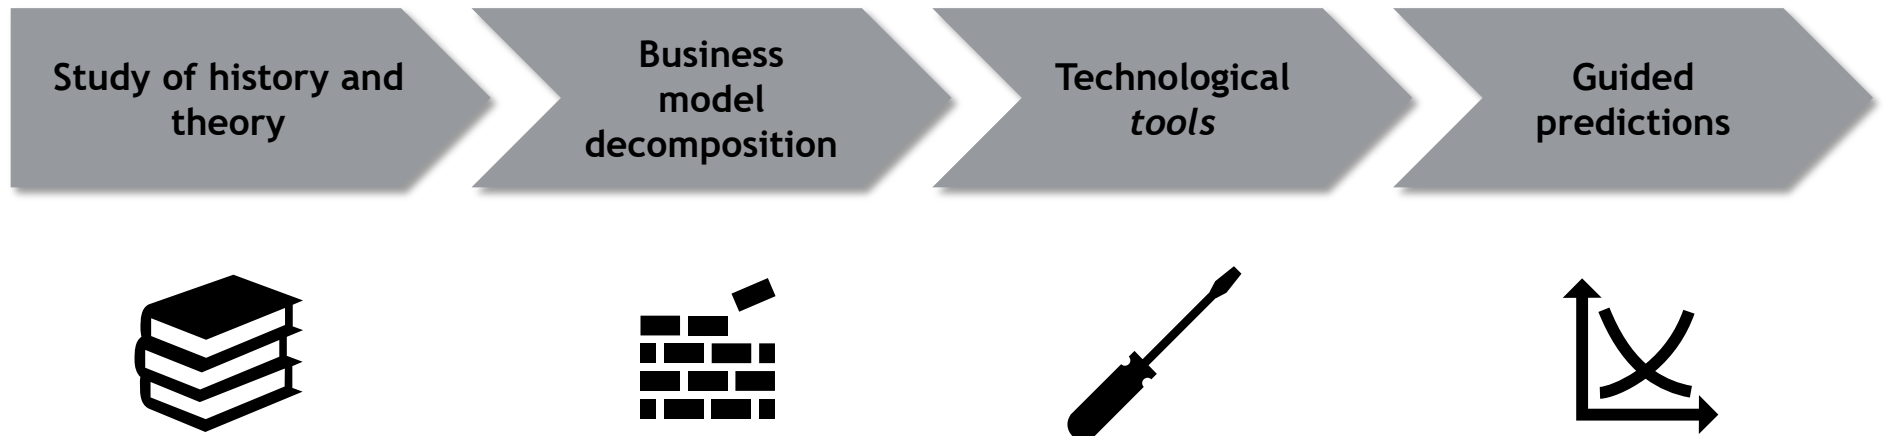 Study of history and
theory
Business
model
decomposition
Technological
tools
Guided
predictions